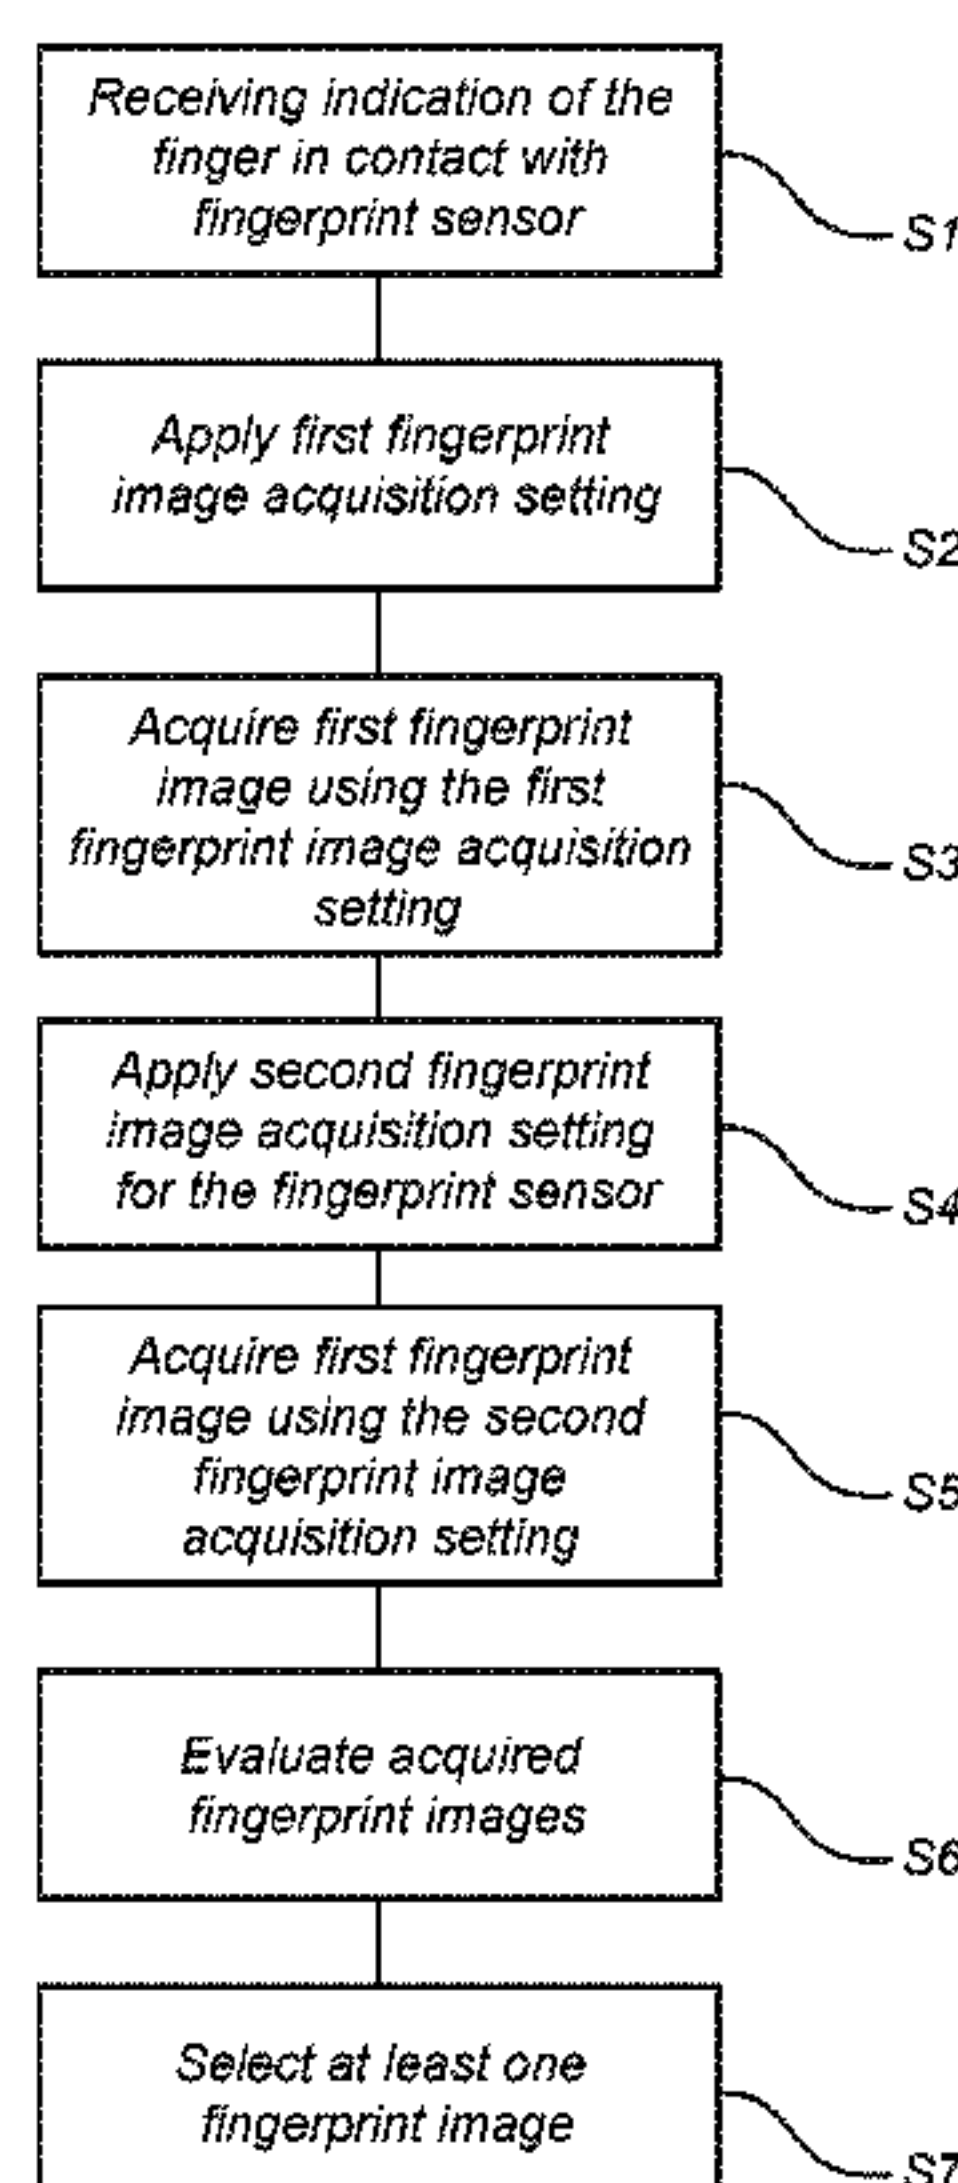 Receiving indication of the
finger in contact with
fingerprint sensor
S1
Apply first fingerprint
image acquisition setting
S2
Acquire first fingerprint
image using the first
fingerprint image acquisition
setting
S3
Apply second fingerprint
image acquisition setting
for the fingerprint sensor
S4
Acquire first fingerprint
image using the second
fingerprint image
acquisition setting
S5
Evaluate acquired
fingerprint images
S6
Select at least one
fingerprint image
S7